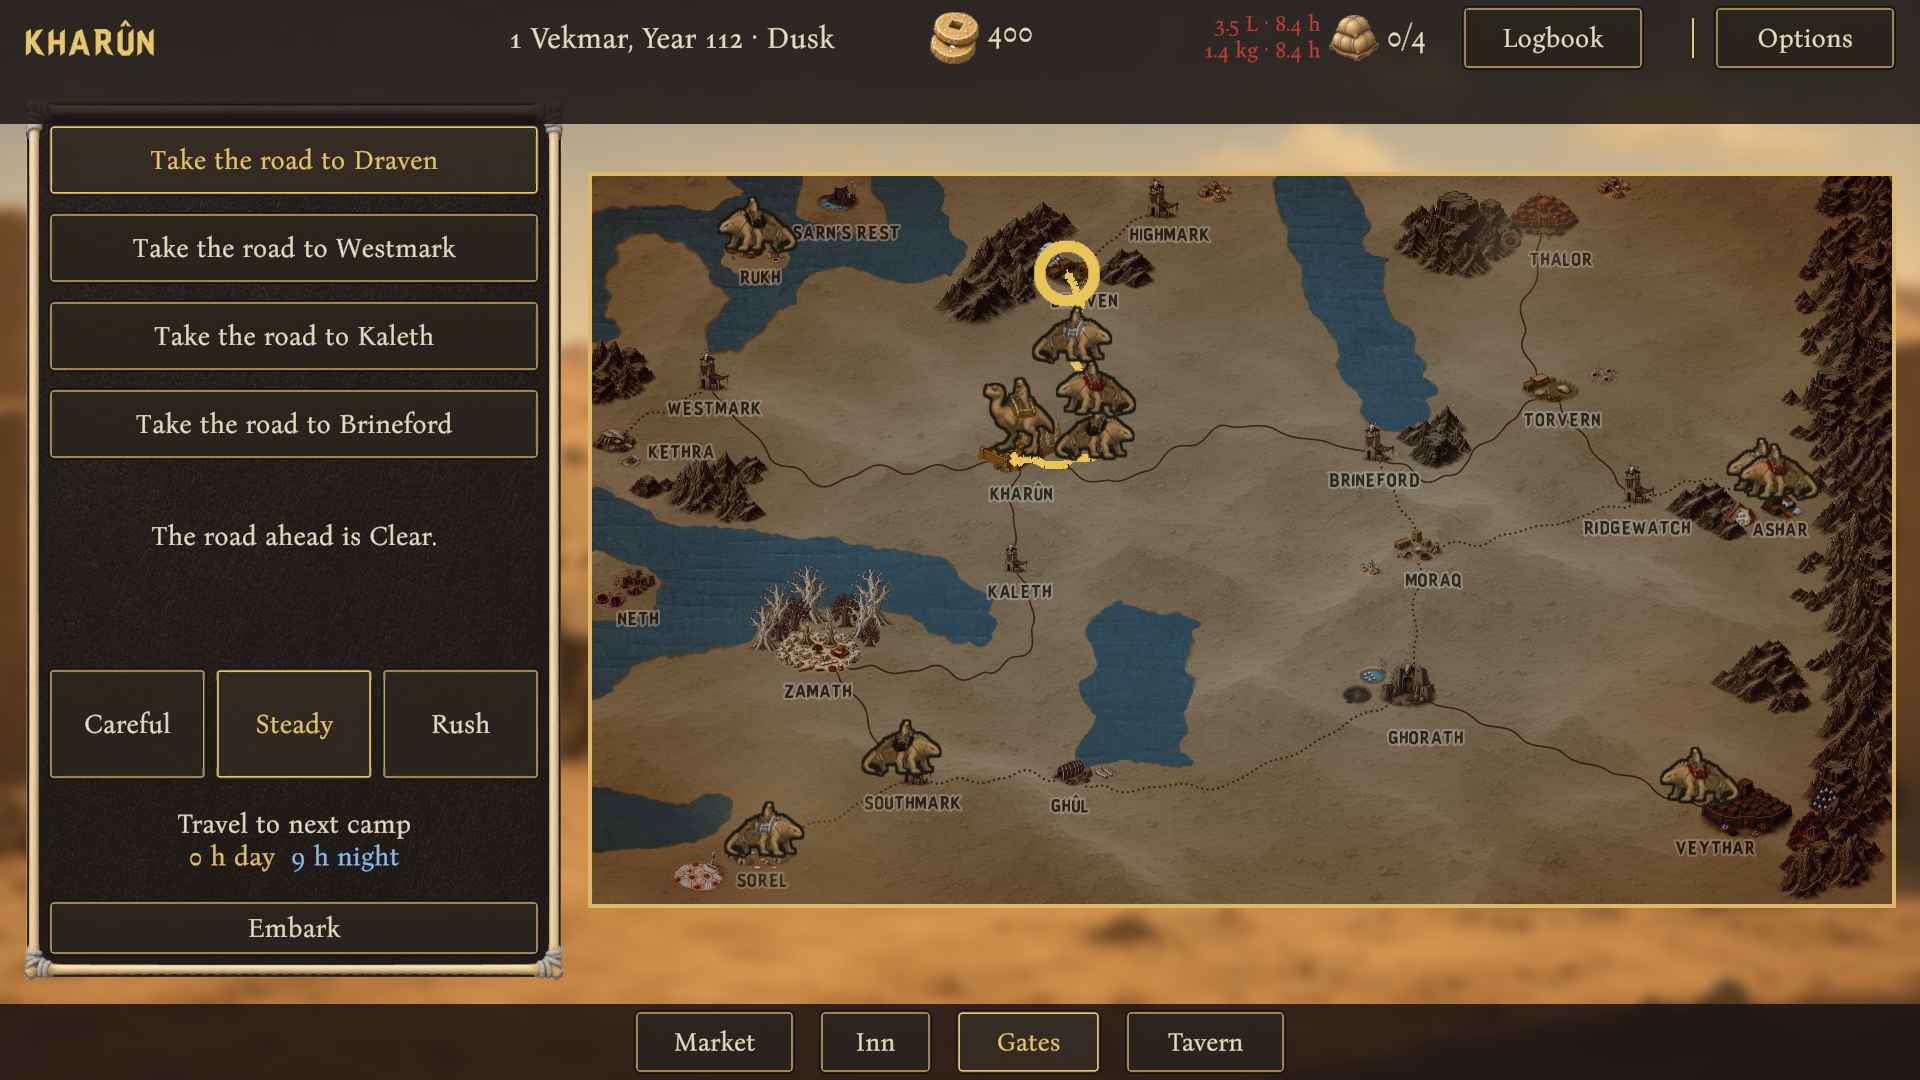 KHARÛN
1 Vekmar, Year 112 · Dusk
400
3.5 L · 8.4 h
1.4 kg · 8.4 h
0/4
Logbook
Options
Take the road to Draven
Take the road to Westmark
Take the road to Kaleth
Take the road to Brineford
The road ahead is Clear.
Careful
Steady
Rush
Travel to next camp
0 h day 9 h night
Embark
SARN'S REST
HIGHMARK
RUKH
THALOR
WESTMARK
KETHRA
TORVERN
BRINEFORD
KHARÛN
RIDGEWATCH
ASHAR
MORAQ
KALETH
NETH
ZAMATH
GHORATH
SOUTHMARK
GHÛL
VEYTHAR
SOREL
Market
Inn
Gates
Tavern